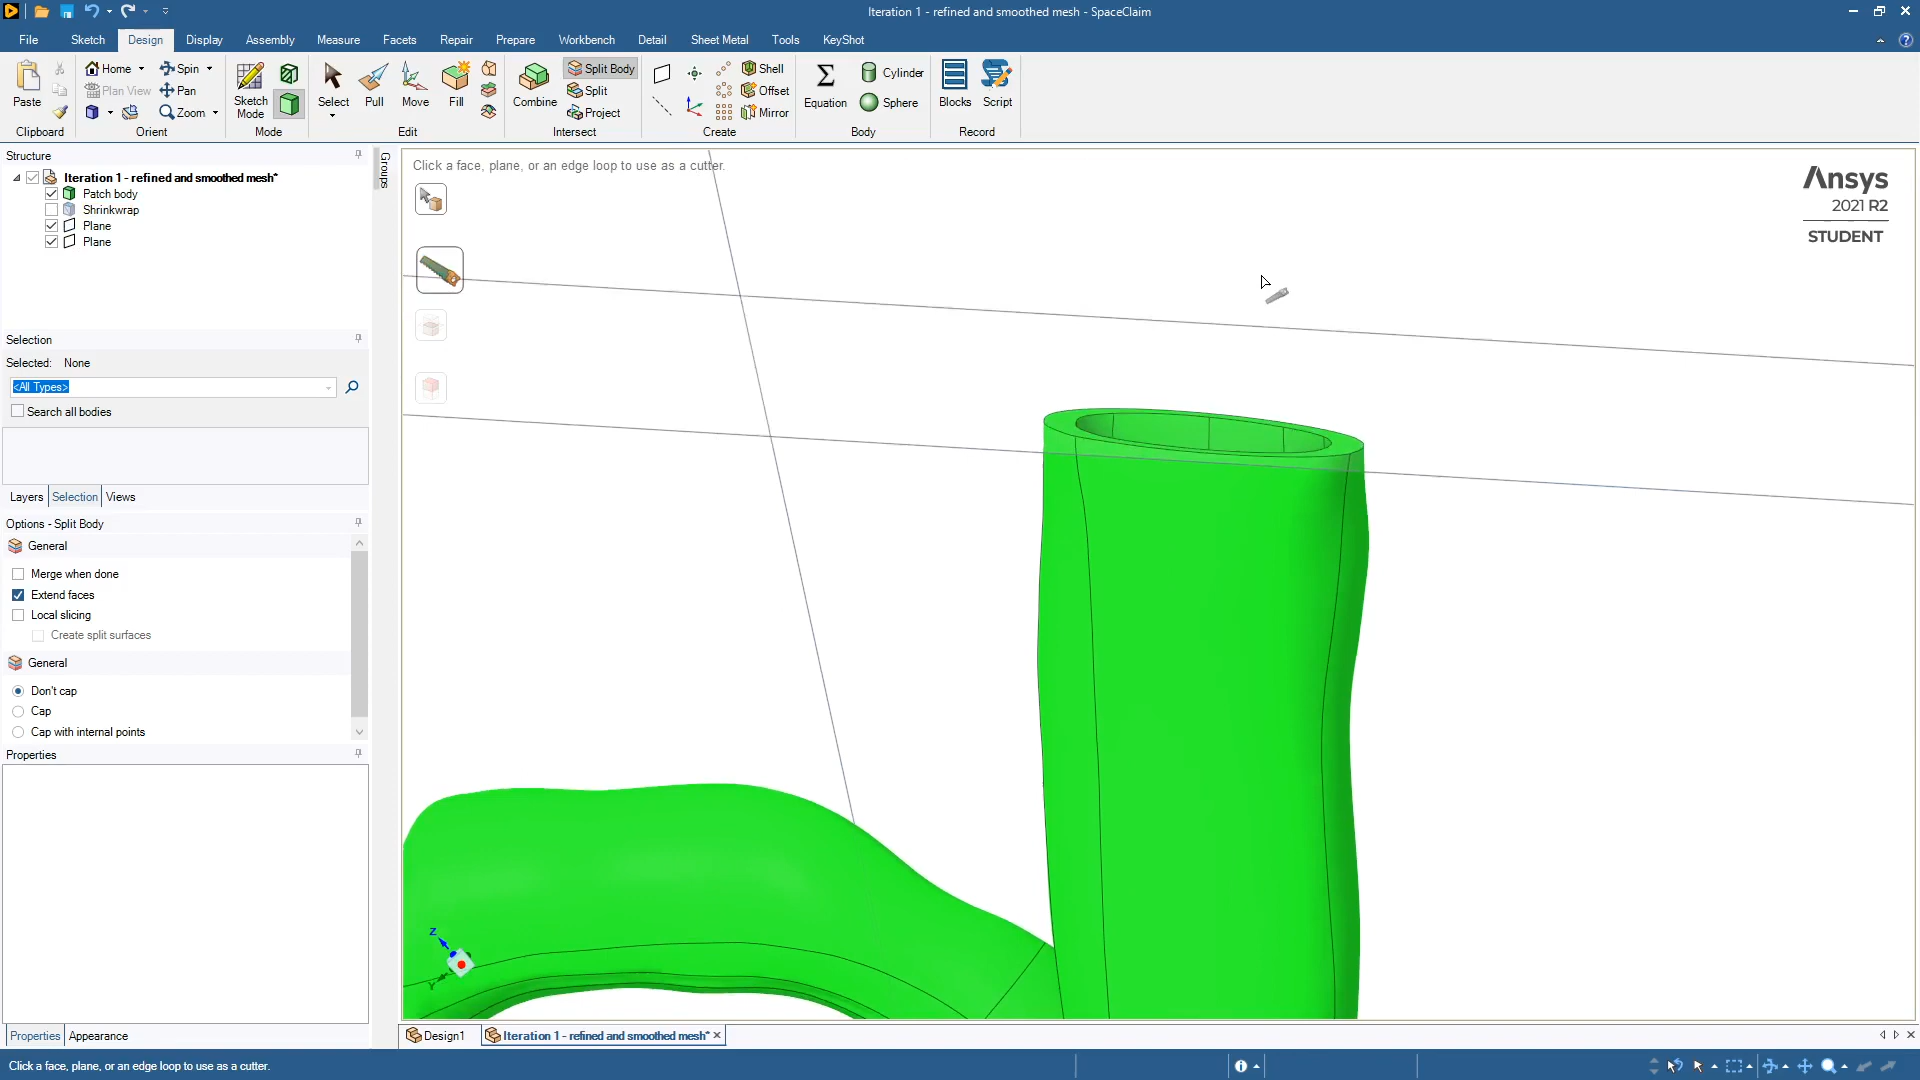 Iteration 1 - refined and smoothed mesh - SpaceClaim
File Sketch Design Display Assembly Measure Facets Repair Prepare Workbench Detail Sheet Metal Tools KeyShot
Paste
Clipboard
Home Spin
Plan View Pan
Zoom
Orient
Sketch
Mode
Mode
Select Pull Move Fill
Edit
Combine
Split Body
Split
Project
Intersect
Shell
Offset
Mirror
Create
Equation
Cylinder
Sphere
Body
Blocks Script
Record
Structure
Iteration 1 - refined and smoothed mesh*
Patch body
Shrinkwrap
Plane
Plane
Groups
Selection
Selected: None
<All Types>
Search all bodies
Layers Selection Views
Options - Split Body
General
Merge when done
Extend faces
Local slicing
Create split surfaces
General
Don't cap
Cap
Cap with internal points
Properties
Properties Appearance
Click a face, plane, or an edge loop to use as a cutter.
Ansys
2021 R2
STUDENT
Z
Y
Design1 Iteration 1 - refined and smoothed mesh*
Click a face, plane, or an edge loop to use as a cutter.